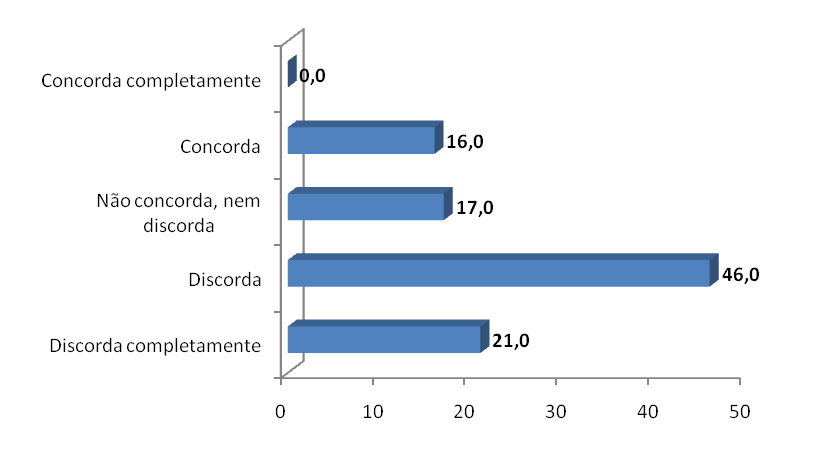 Concorda completamente
0,0
Concorda
16,0
Não concorda, nem
discorda
17,0
Discorda
46,0
Discorda completamente
21,0
0 10 20 30 40 50